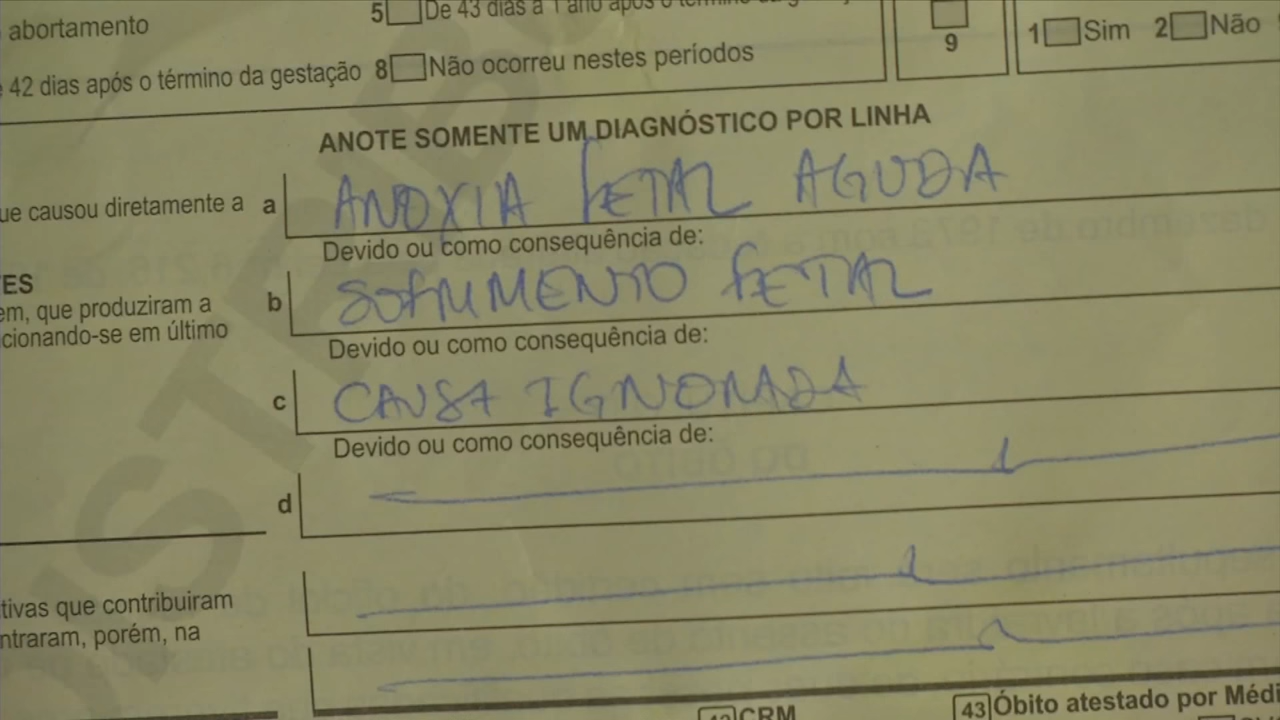 abortamento 5 De 43 dias a 1 ano após o término da
42 dias após o término da gestação 8 Não ocorreu nestes períodos
9
1 Sim 2 Não
ANOTE SOMENTE UM DIAGNÓSTICO POR LINHA
ue causou diretamente a a ANOXIA FETAL AGUDA
Devido ou como consequência de:
ES
em, que produziram a
cionando-se em último
b SOFRIMENTO FETAL
Devido ou como consequência de:
c CAUSA IGNORADA
Devido ou como consequência de:
d
tivas que contribuiram
ntraram, porém, na
CRM
43 Óbito atestado por Médi